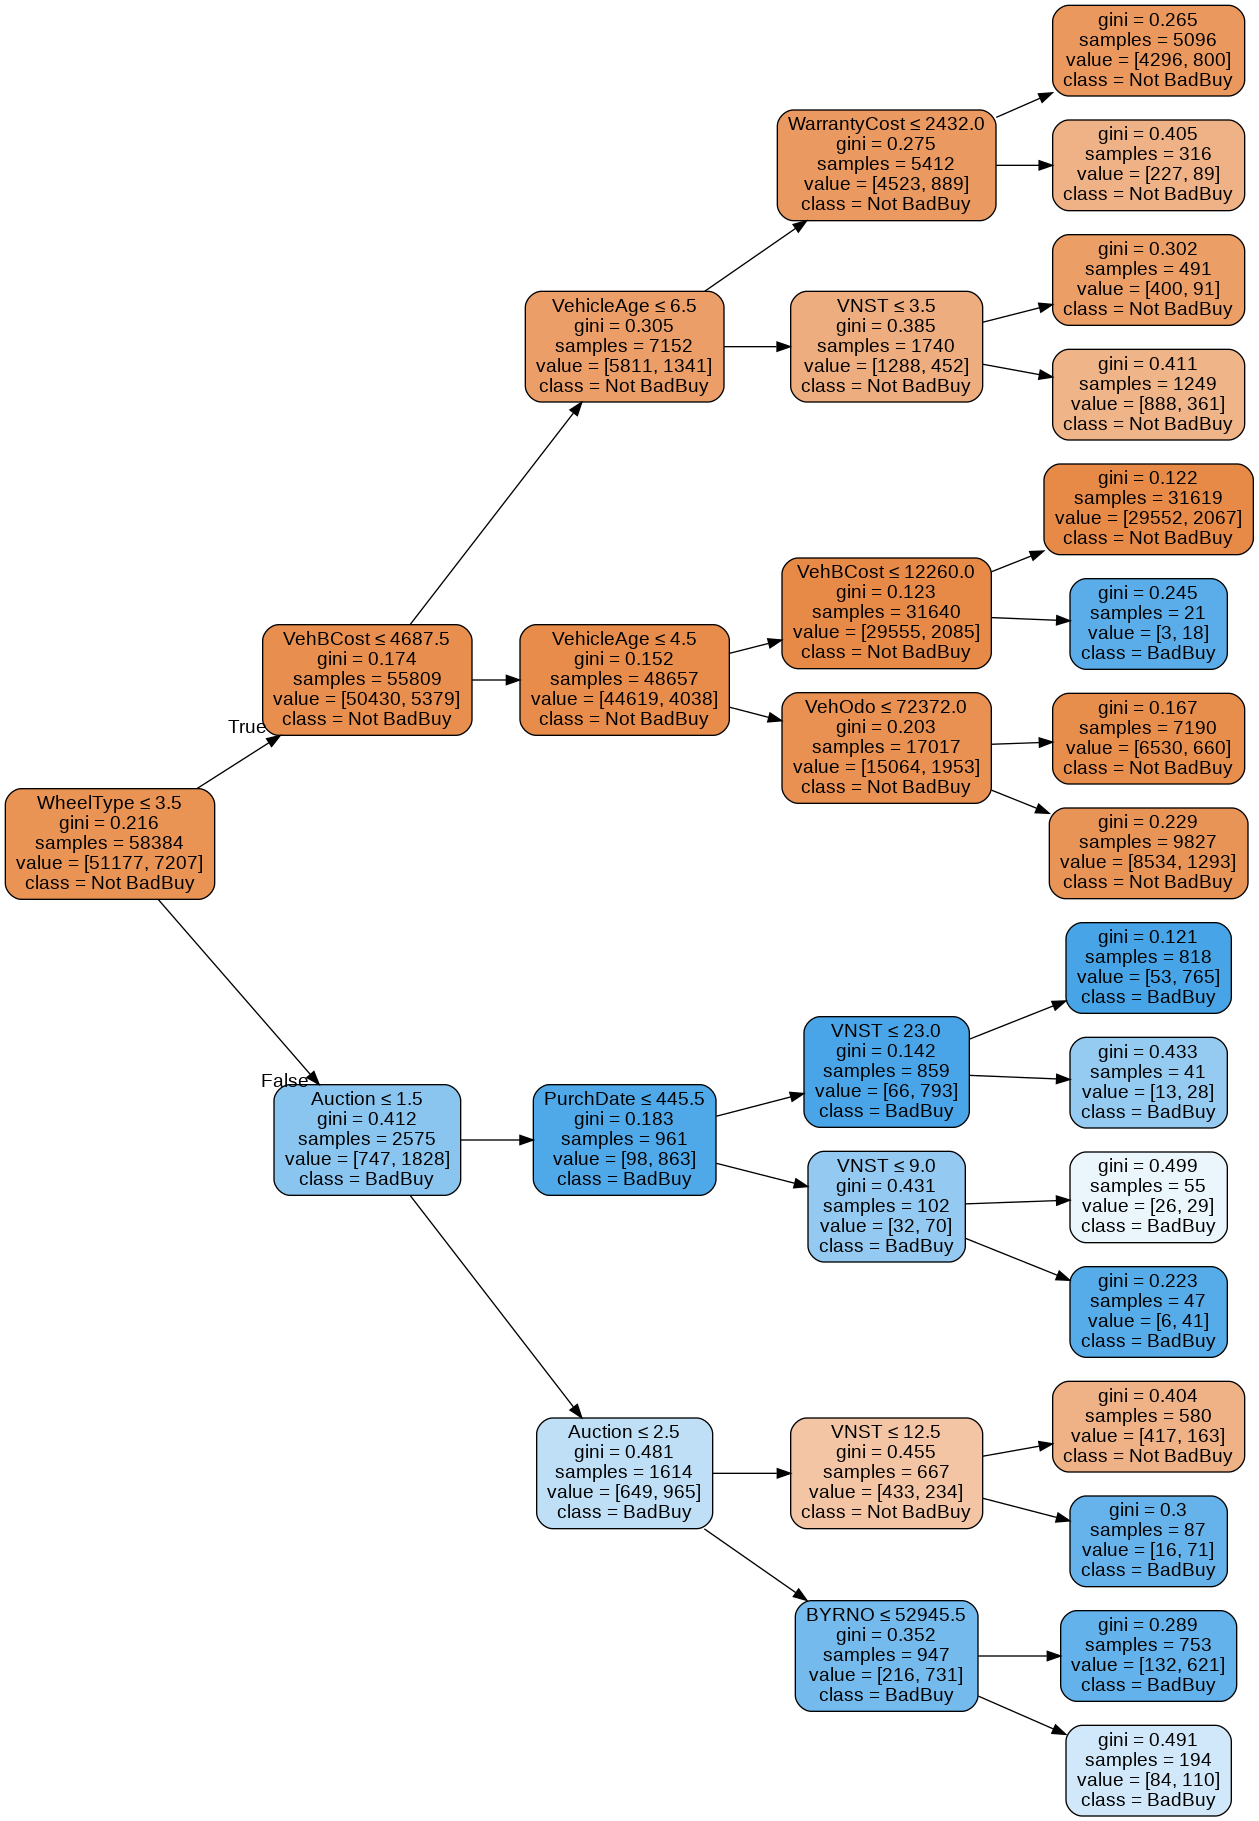 gini = 0.265
samples = 5096
value = [4296, 800]
class = Not BadBuy
WarrantyCost ≤ 2432.0
gini = 0.275
samples = 5412
value = [4523, 889]
class = Not BadBuy
gini = 0.405
samples = 316
value = [227, 89]
class = Not BadBuy
gini = 0.302
samples = 491
value = [400, 91]
class = Not BadBuy
VehicleAge ≤ 6.5
gini = 0.305
samples = 7152
value = [5811, 1341]
class = Not BadBuy
VNST ≤ 3.5
gini = 0.385
samples = 1740
value = [1288, 452]
class = Not BadBuy
gini = 0.411
samples = 1249
value = [888, 361]
class = Not BadBuy
gini = 0.122
samples = 31619
value = [29552, 2067]
class = Not BadBuy
VehBCost ≤ 12260.0
gini = 0.123
samples = 31640
value = [29555, 2085]
class = Not BadBuy
gini = 0.245
samples = 21
value = [3, 18]
class = BadBuy
VehBCost ≤ 4687.5
gini = 0.174
samples = 55809
value = [50430, 5379]
class = Not BadBuy
VehicleAge ≤ 4.5
gini = 0.152
samples = 48657
value = [44619, 4038]
class = Not BadBuy
VehOdo ≤ 72372.0
gini = 0.203
samples = 17017
value = [15064, 1953]
class = Not BadBuy
gini = 0.167
samples = 7190
value = [6530, 660]
class = Not BadBuy
True
WheelType ≤ 3.5
gini = 0.216
samples = 58384
value = [51177, 7207]
class = Not BadBuy
gini = 0.229
samples = 9827
value = [8534, 1293]
class = Not BadBuy
gini = 0.121
samples = 818
value = [53, 765]
class = BadBuy
VNST ≤ 23.0
gini = 0.142
samples = 859
value = [66, 793]
class = BadBuy
gini = 0.433
samples = 41
value = [13, 28]
class = BadBuy
False
Auction ≤ 1.5
gini = 0.412
samples = 2575
value = [747, 1828]
class = BadBuy
PurchDate ≤ 445.5
gini = 0.183
samples = 961
value = [98, 863]
class = BadBuy
VNST ≤ 9.0
gini = 0.431
samples = 102
value = [32, 70]
class = BadBuy
gini = 0.499
samples = 55
value = [26, 29]
class = BadBuy
gini = 0.223
samples = 47
value = [6, 41]
class = BadBuy
gini = 0.404
samples = 580
value = [417, 163]
class = Not BadBuy
Auction ≤ 2.5
gini = 0.481
samples = 1614
value = [649, 965]
class = BadBuy
VNST ≤ 12.5
gini = 0.455
samples = 667
value = [433, 234]
class = Not BadBuy
gini = 0.3
samples = 87
value = [16, 71]
class = BadBuy
BYRNO ≤ 52945.5
gini = 0.352
samples = 947
value = [216, 731]
class = BadBuy
gini = 0.289
samples = 753
value = [132, 621]
class = BadBuy
gini = 0.491
samples = 194
value = [84, 110]
class = BadBuy